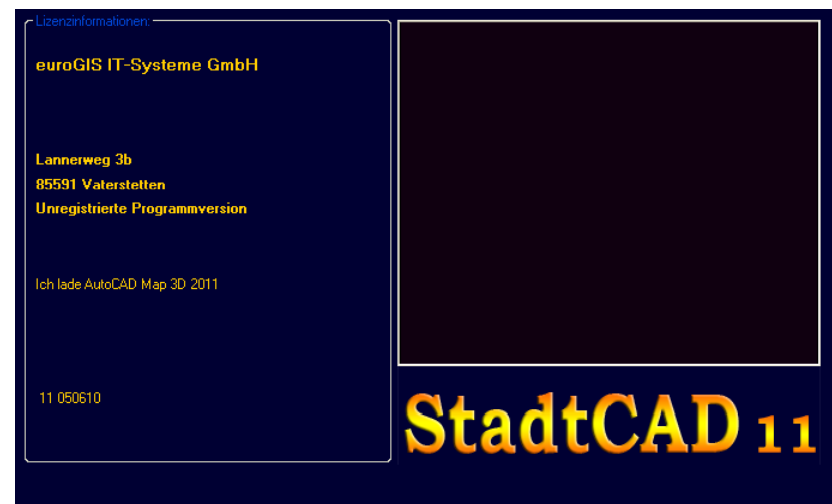 Lizenzinformationen:
euroGIS IT-Systeme GmbH
Lannerweg 3b
85591 Vaterstetten
Unregistrierte Programmversion
Ich lade AutoCAD Map 3D 2011
11 050610
StadtCAD 11